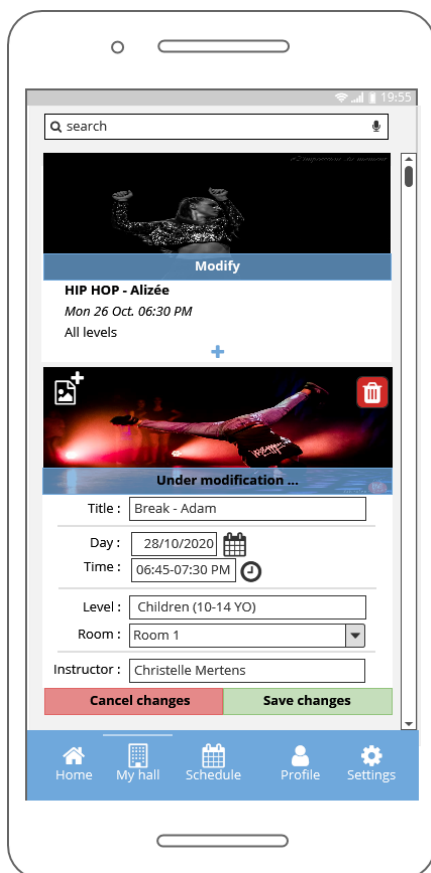 19:55
search
Modify
HIP HOP - Alizée
Mon 26 Oct. 06:30 PM
All levels
Under modification ...
Title : Break - Adam
Day : 28/10/2020
Time : 06:45-07:30 PM
Level : Children (10-14 YO)
Room : Room 1
Instructor : Christelle Mertens
Cancel changes Save changes
Home My hall Schedule Profile Settings